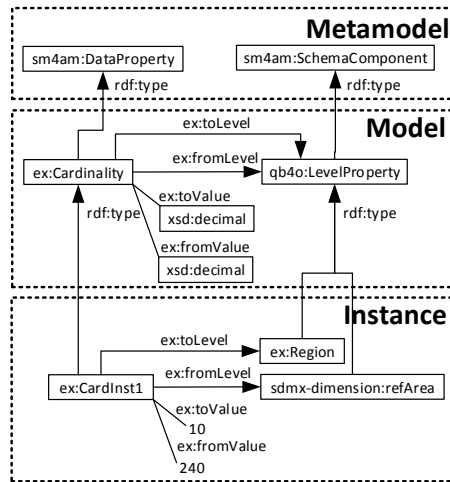 Metamodel
sm4am:DataProperty
sm4am:SchemaComponent
rdf:type
rdf:type
Model
ex:toLevel
ex:fromLevel
ex:Cardinality
qb4o:LevelProperty
ex:toValue
rdf:type
rdf:type
xsd:decimal
ex:fromValue
xsd:decimal
Instance
ex:toLevel
ex:Region
ex:fromLevel
ex:CardInst1
sdmx-dimension:refArea
ex:toValue
10
ex:fromValue
240